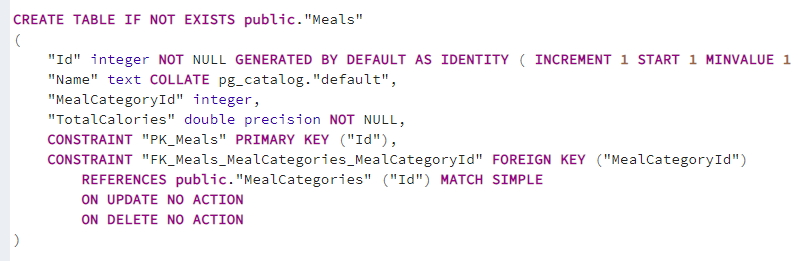 CREATE TABLE IF NOT EXISTS public."Meals"
(
"Id" integer NOT NULL GENERATED BY DEFAULT AS IDENTITY ( INCREMENT 1 START 1 MINVALUE 1
"Name" text COLLATE pg_catalog."default",
"MealCategoryId" integer,
"TotalCalories" double precision NOT NULL,
CONSTRAINT "PK_Meals" PRIMARY KEY ("Id"),
CONSTRAINT "FK_Meals_MealCategories_MealCategoryId" FOREIGN KEY ("MealCategoryId")
REFERENCES public."MealCategories" ("Id") MATCH SIMPLE
ON UPDATE NO ACTION
ON DELETE NO ACTION
)